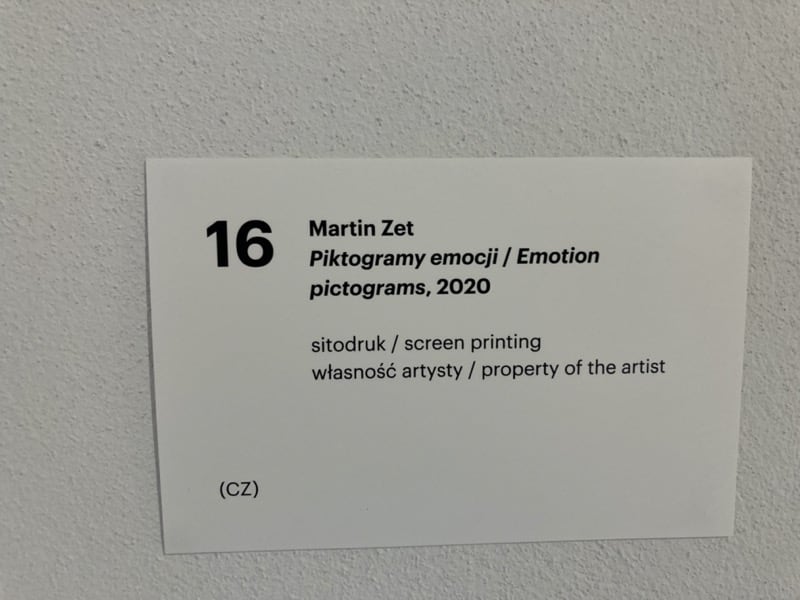 16
Martin Zet
Piktogramy emocji / Emotion
pictograms, 2020
sitodruk / screen printing
własność artysty / property of the artist
(CZ)